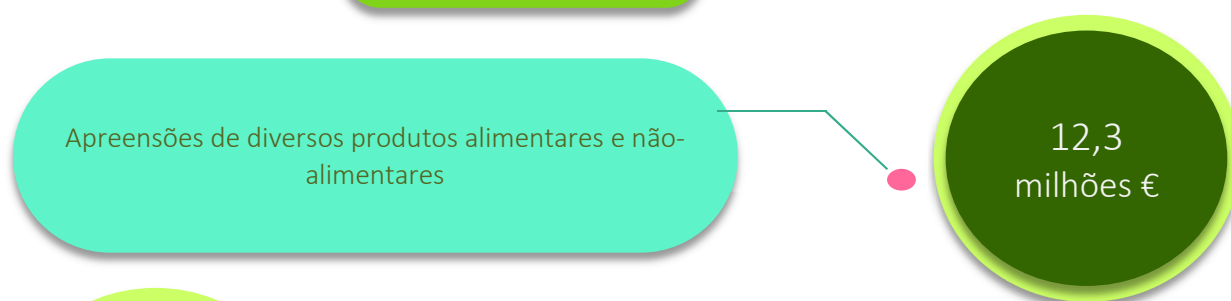 Apreensões de diversos produtos alimentares e não-
alimentares
12,3
milhões €